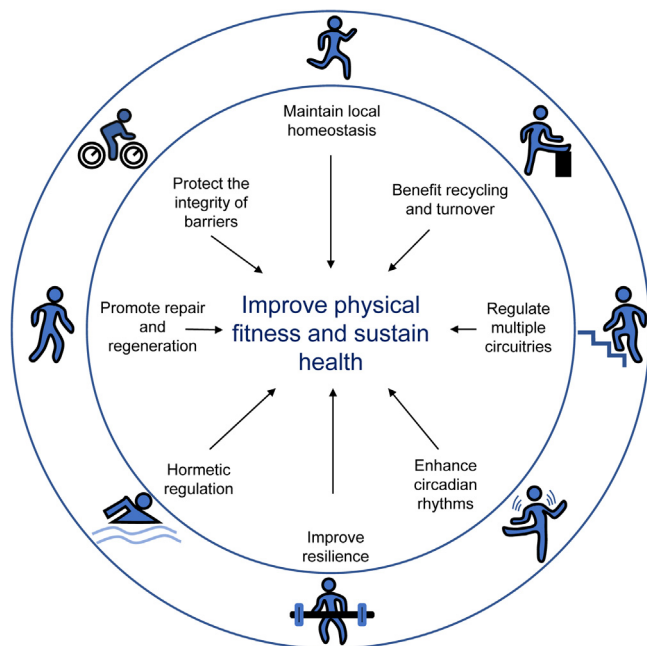 Maintain local
homeostasis
Protect the
integrity of
barriers
Benefit recycling
and turnover
Promote repair
and
regeneration
Improve physical
fitness and sustain
health
Regulate
multiple
circuitries
Hormetic
regulation
Enhance
circadian
rhythms
Improve
resilience